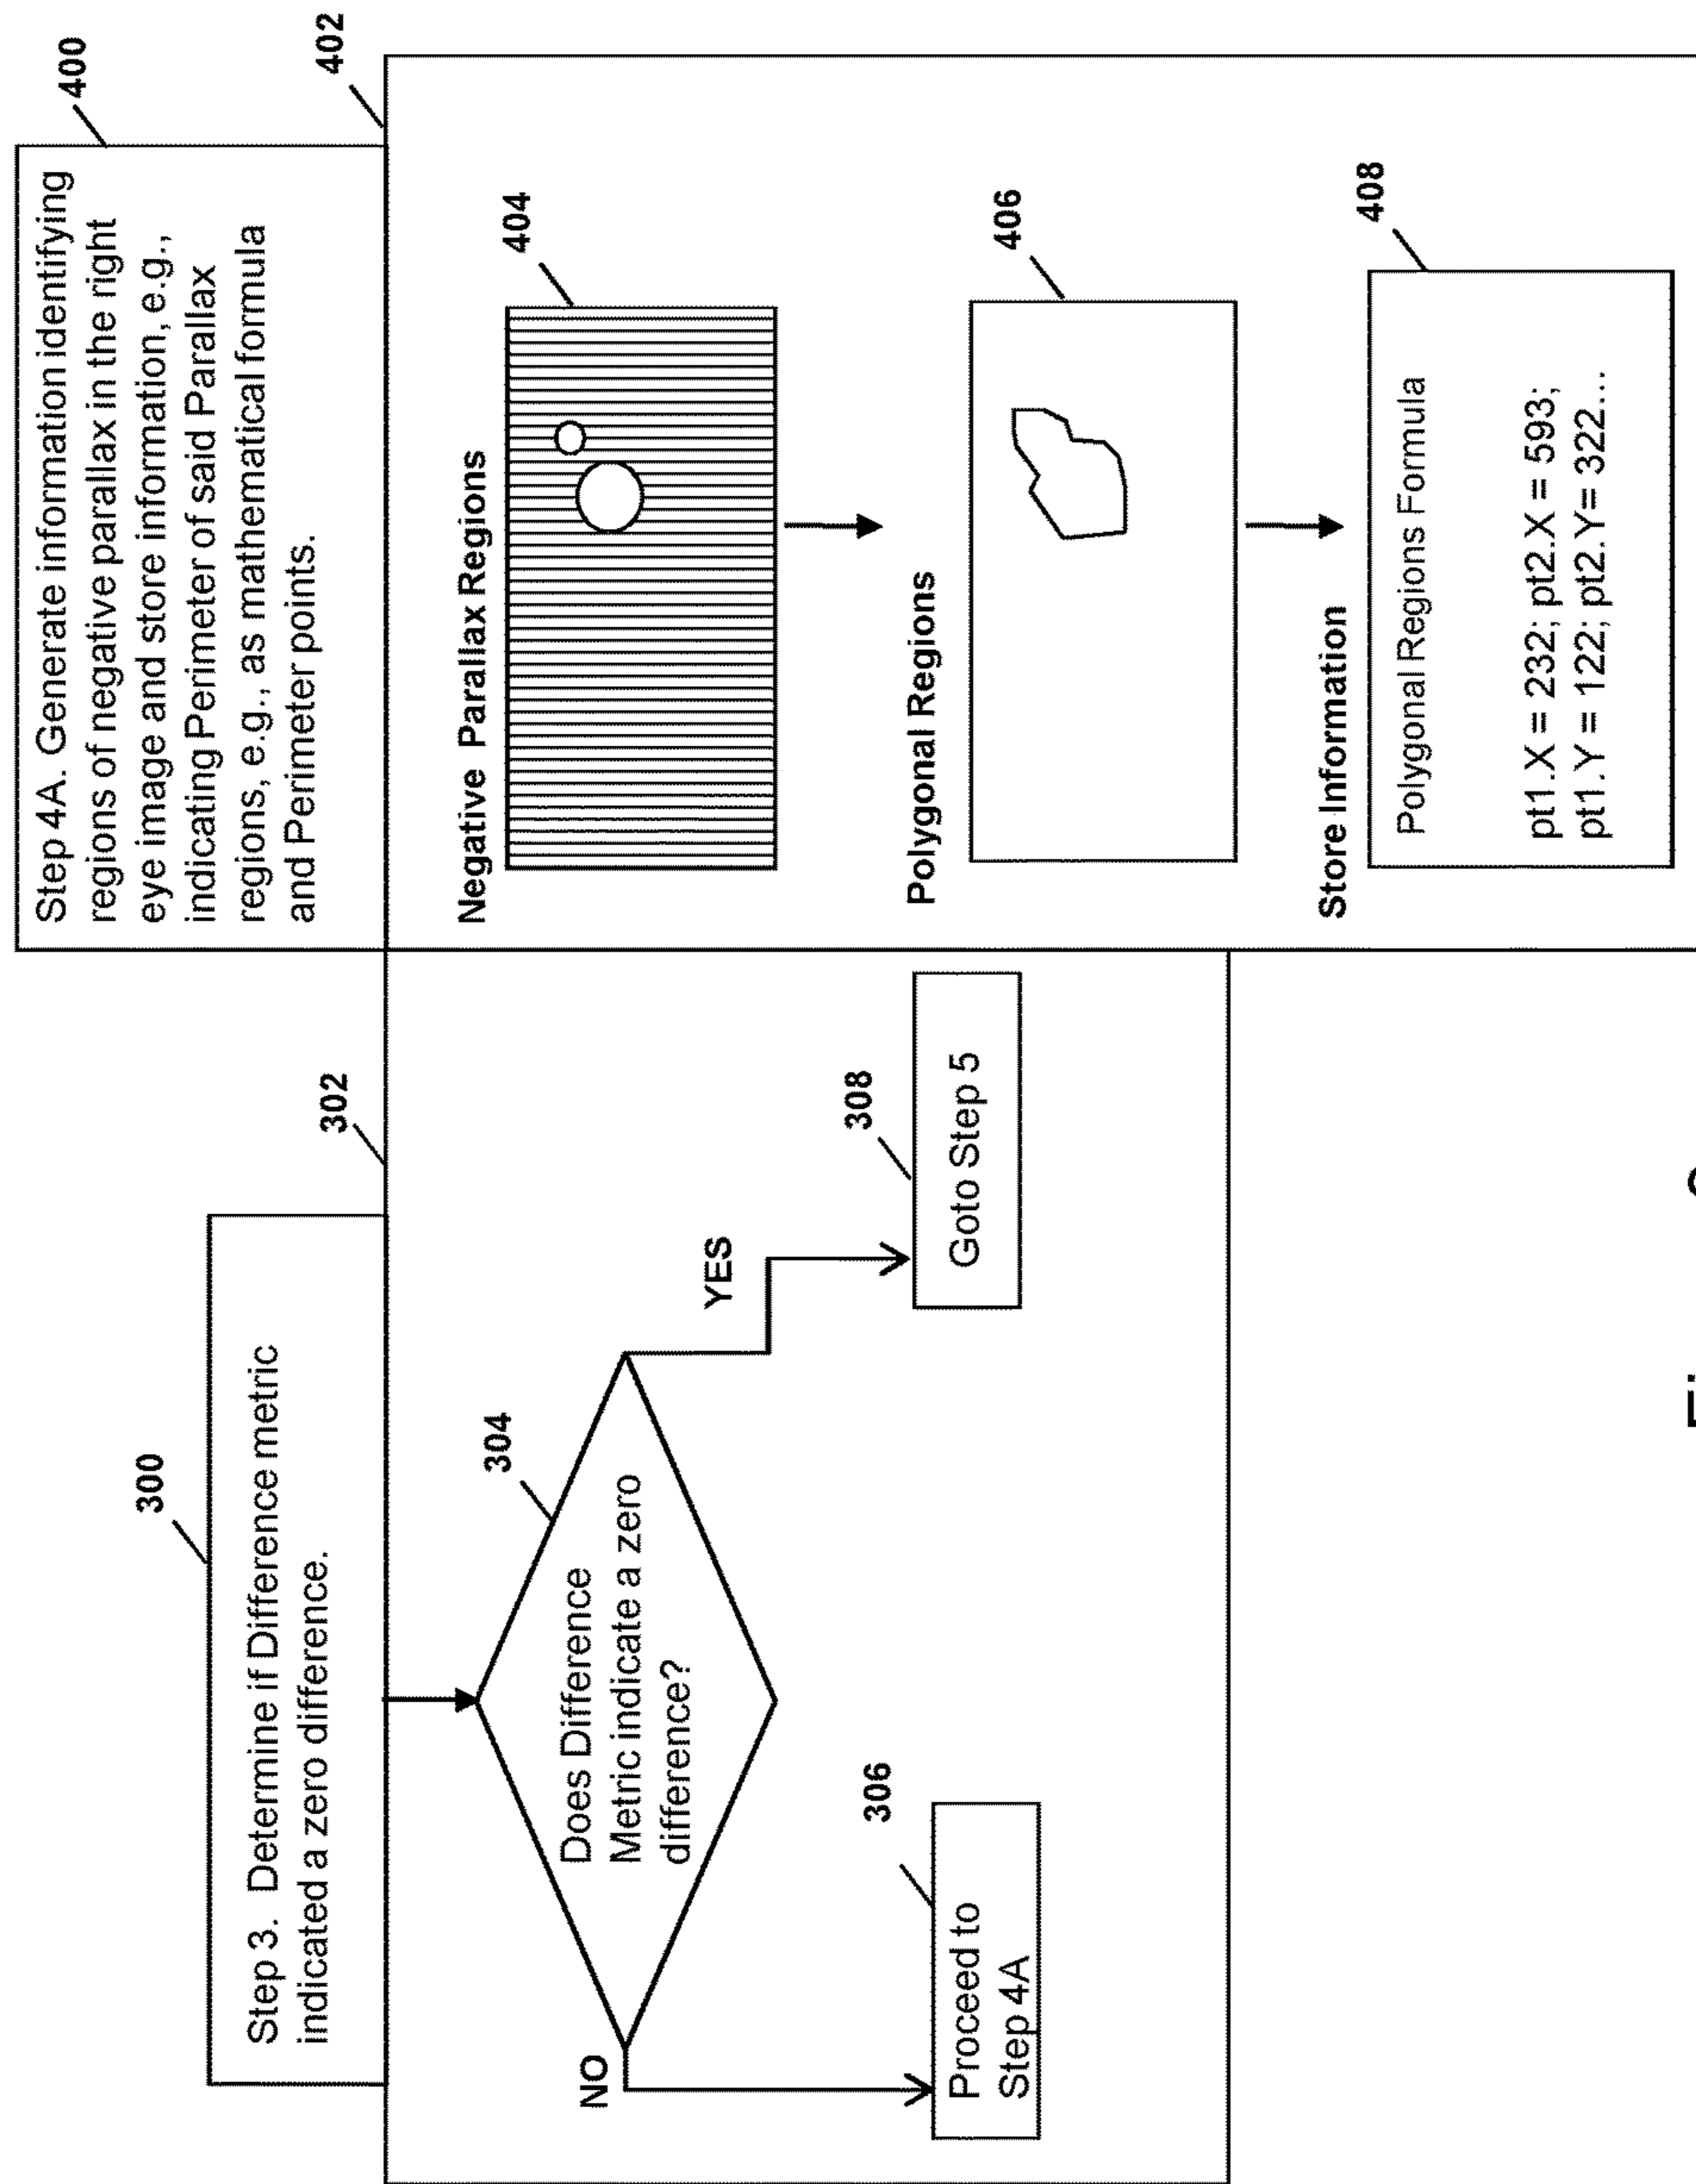 300
Step 3. Determine if Difference metric
indicated a zero difference.
302
304
Does Difference
Metric indicate a zero
difference?
NO
YES
306
Proceed to
Step 4A
308
Goto Step 5
400
Step 4A. Generate information identifying
regions of negative parallax in the right
eye image and store information, e.g.,
indicating Perimeter of said Parallax
regions, e.g., as mathematical formula
and Perimeter points.
402
Negative Parallax Regions
404
Polygonal Regions
406
Store Information
408
Polygonal Regions Formula
pt1.X = 232; pt2.X = 593;
pt1.Y = 122; pt2.Y= 322...